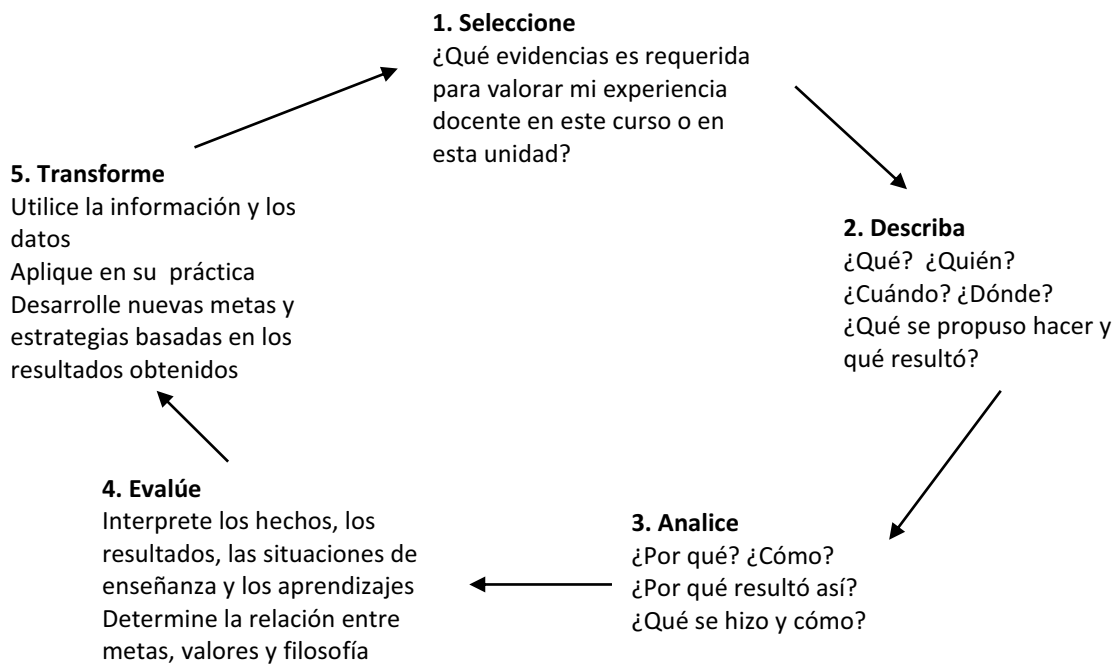 1. Seleccione
¿Qué evidencias es requerida
para valorar mi experiencia
docente en este curso o en
esta unidad?
2. Describa
¿Qué? ¿Quién?
¿Cuándo? ¿Dónde?
¿Qué se propuso hacer y
qué resultó?
3. Analice
¿Por qué? ¿Cómo?
¿Por qué resultó así?
¿Qué se hizo y cómo?
4. Evalúe
Interprete los hechos, los
resultados, las situaciones de
enseñanza y los aprendizajes
Determine la relación entre
metas, valores y filosofía
5. Transforme
Utilice la información y los
datos
Aplique en su práctica
Desarrolle nuevas metas y
estrategias basadas en los
resultados obtenidos